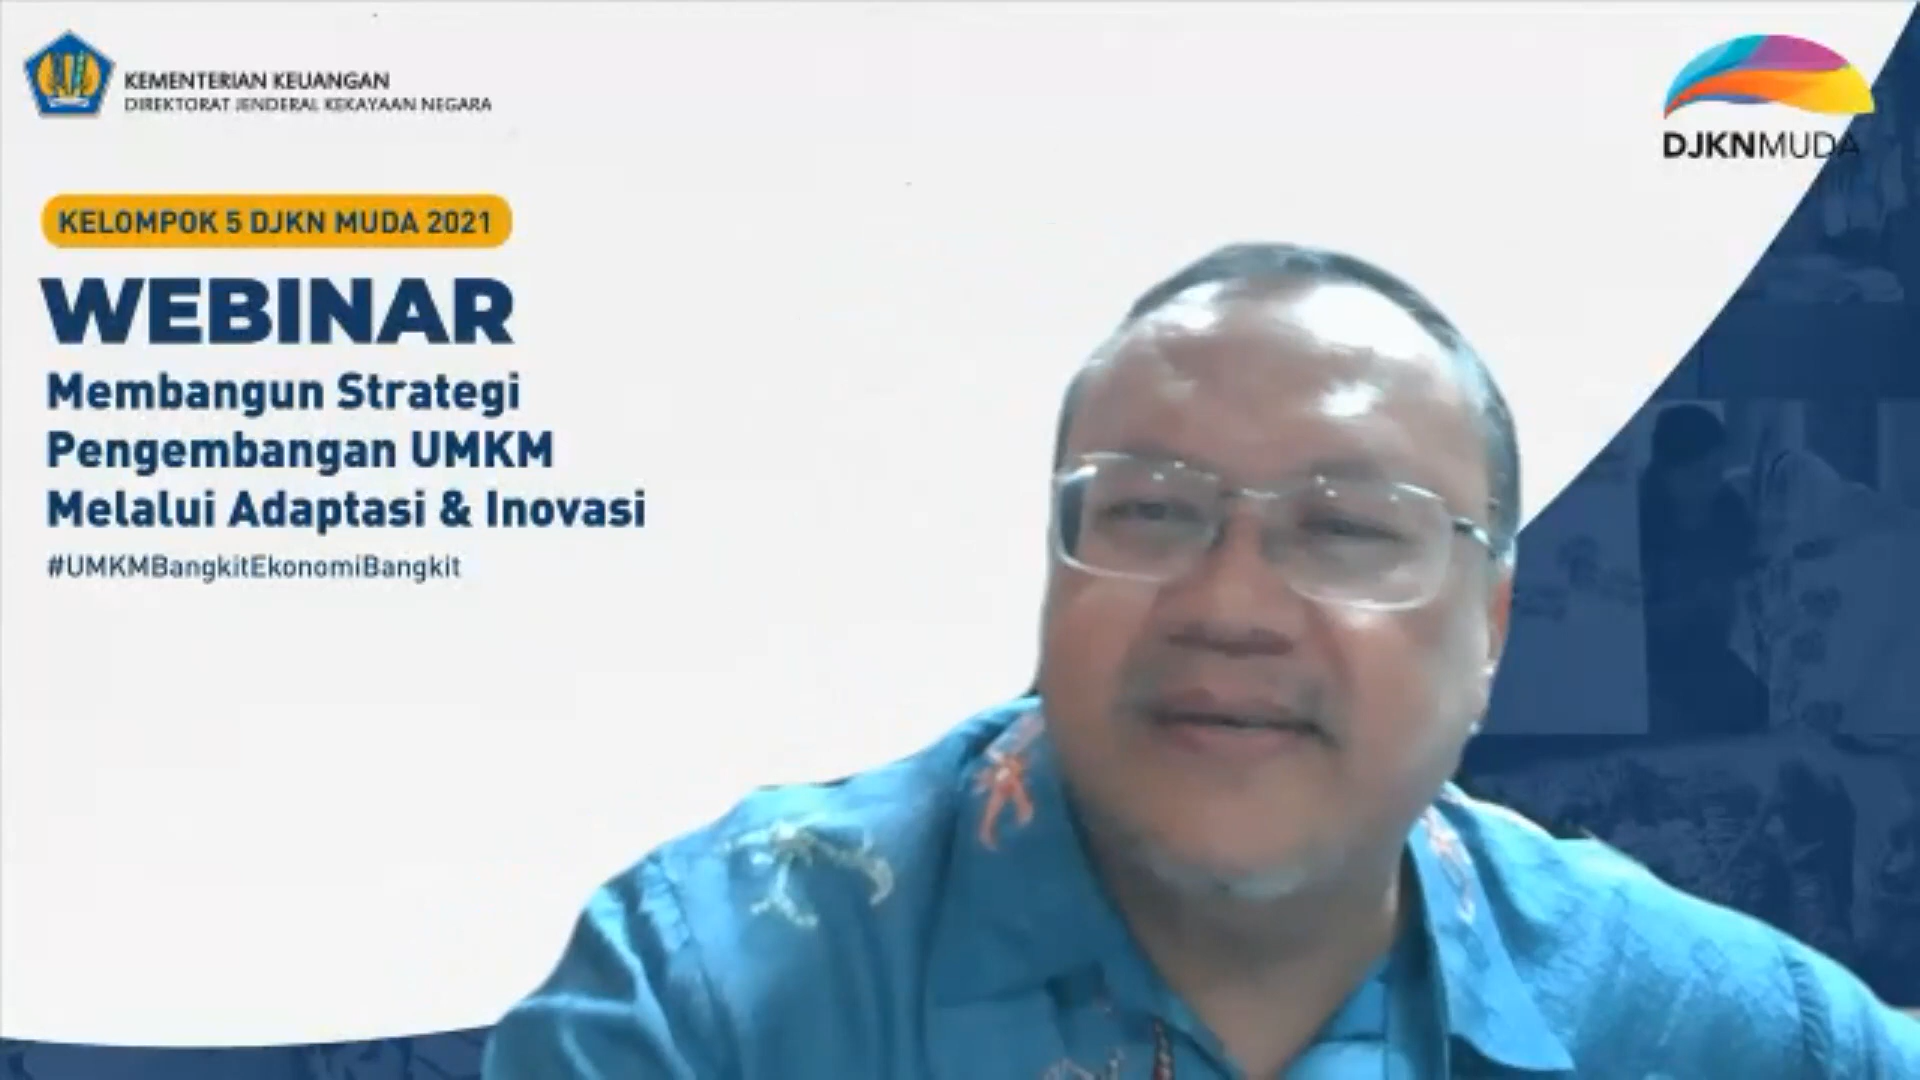 KEMENTERIAN KEUANGAN
DIREKTORAT JENDERAL KEKAYAAN NEGARA
DJKNMUDA
KELOMPOK 5 DJKN MUDA 2021
WEBINAR
Membangun Strategi
Pengembangan UMKM
Melalui Adaptasi & Inovasi
#UMKMBangkitEkonomiBangkit